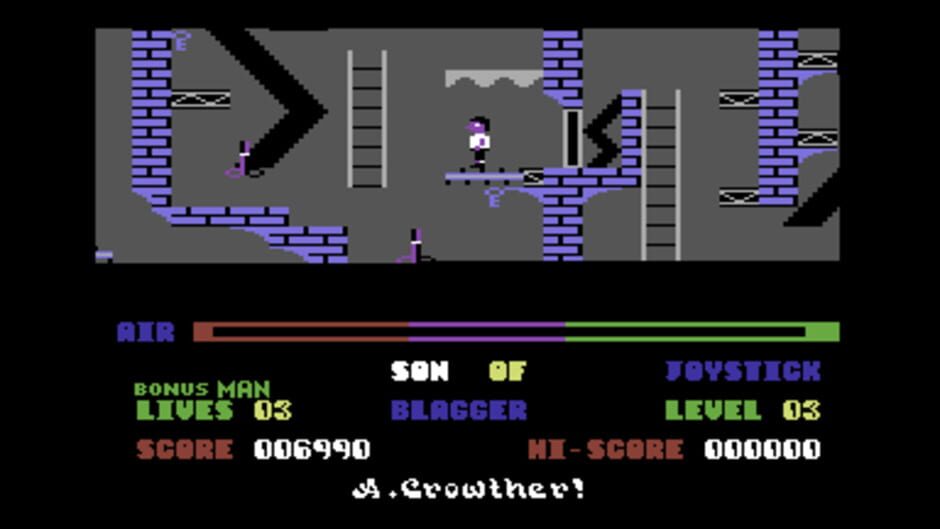 E
E
AIR
SON OF JOYSTICK
BONUS MAN
LIVES 03 BLAGGER LEVEL 03
SCORE 006990 HI-SCORE 000000
A.Crowther!